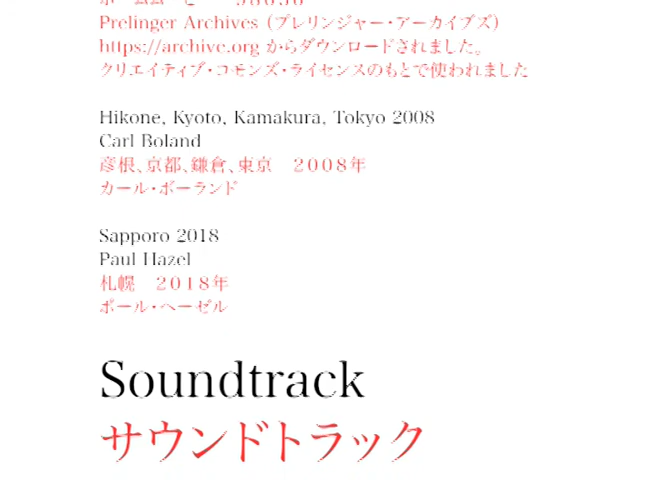 Prelinger Archives (プレリンジャー・アーカイブズ)
https://archive.org からダウンロードされました。
クリエイティブ・コモンズ・ライセンスのもとで使われました
Hikone, Kyoto, Kamakura, Tokyo 2008
Carl Boland
彦根、京都、鎌倉、東京　2008年
カール・ボーランド
Sapporo 2018
Paul Hazel
札幌　2018年
ポール・ヘーゼル
Soundtrack
サウンドトラック